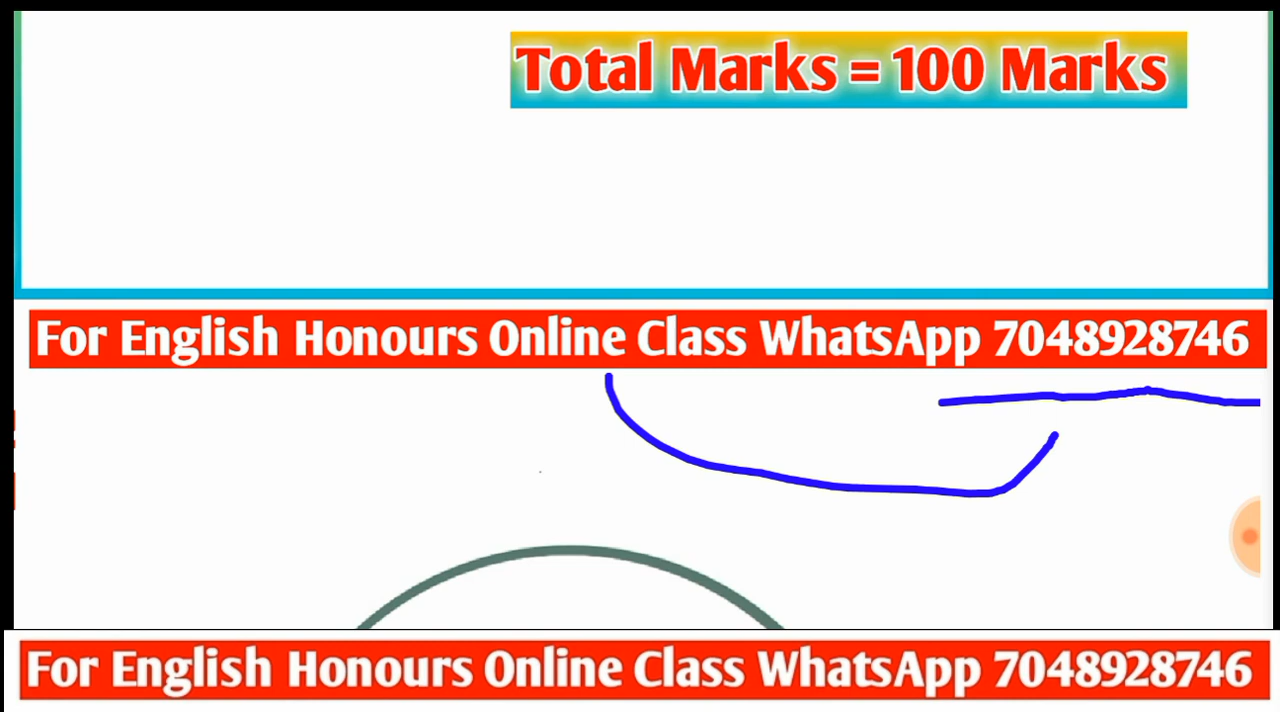 Total Marks = 100 Marks
For English Honours Online Class WhatsApp 7048928746
For English Honours Online Class WhatsApp 7048928746